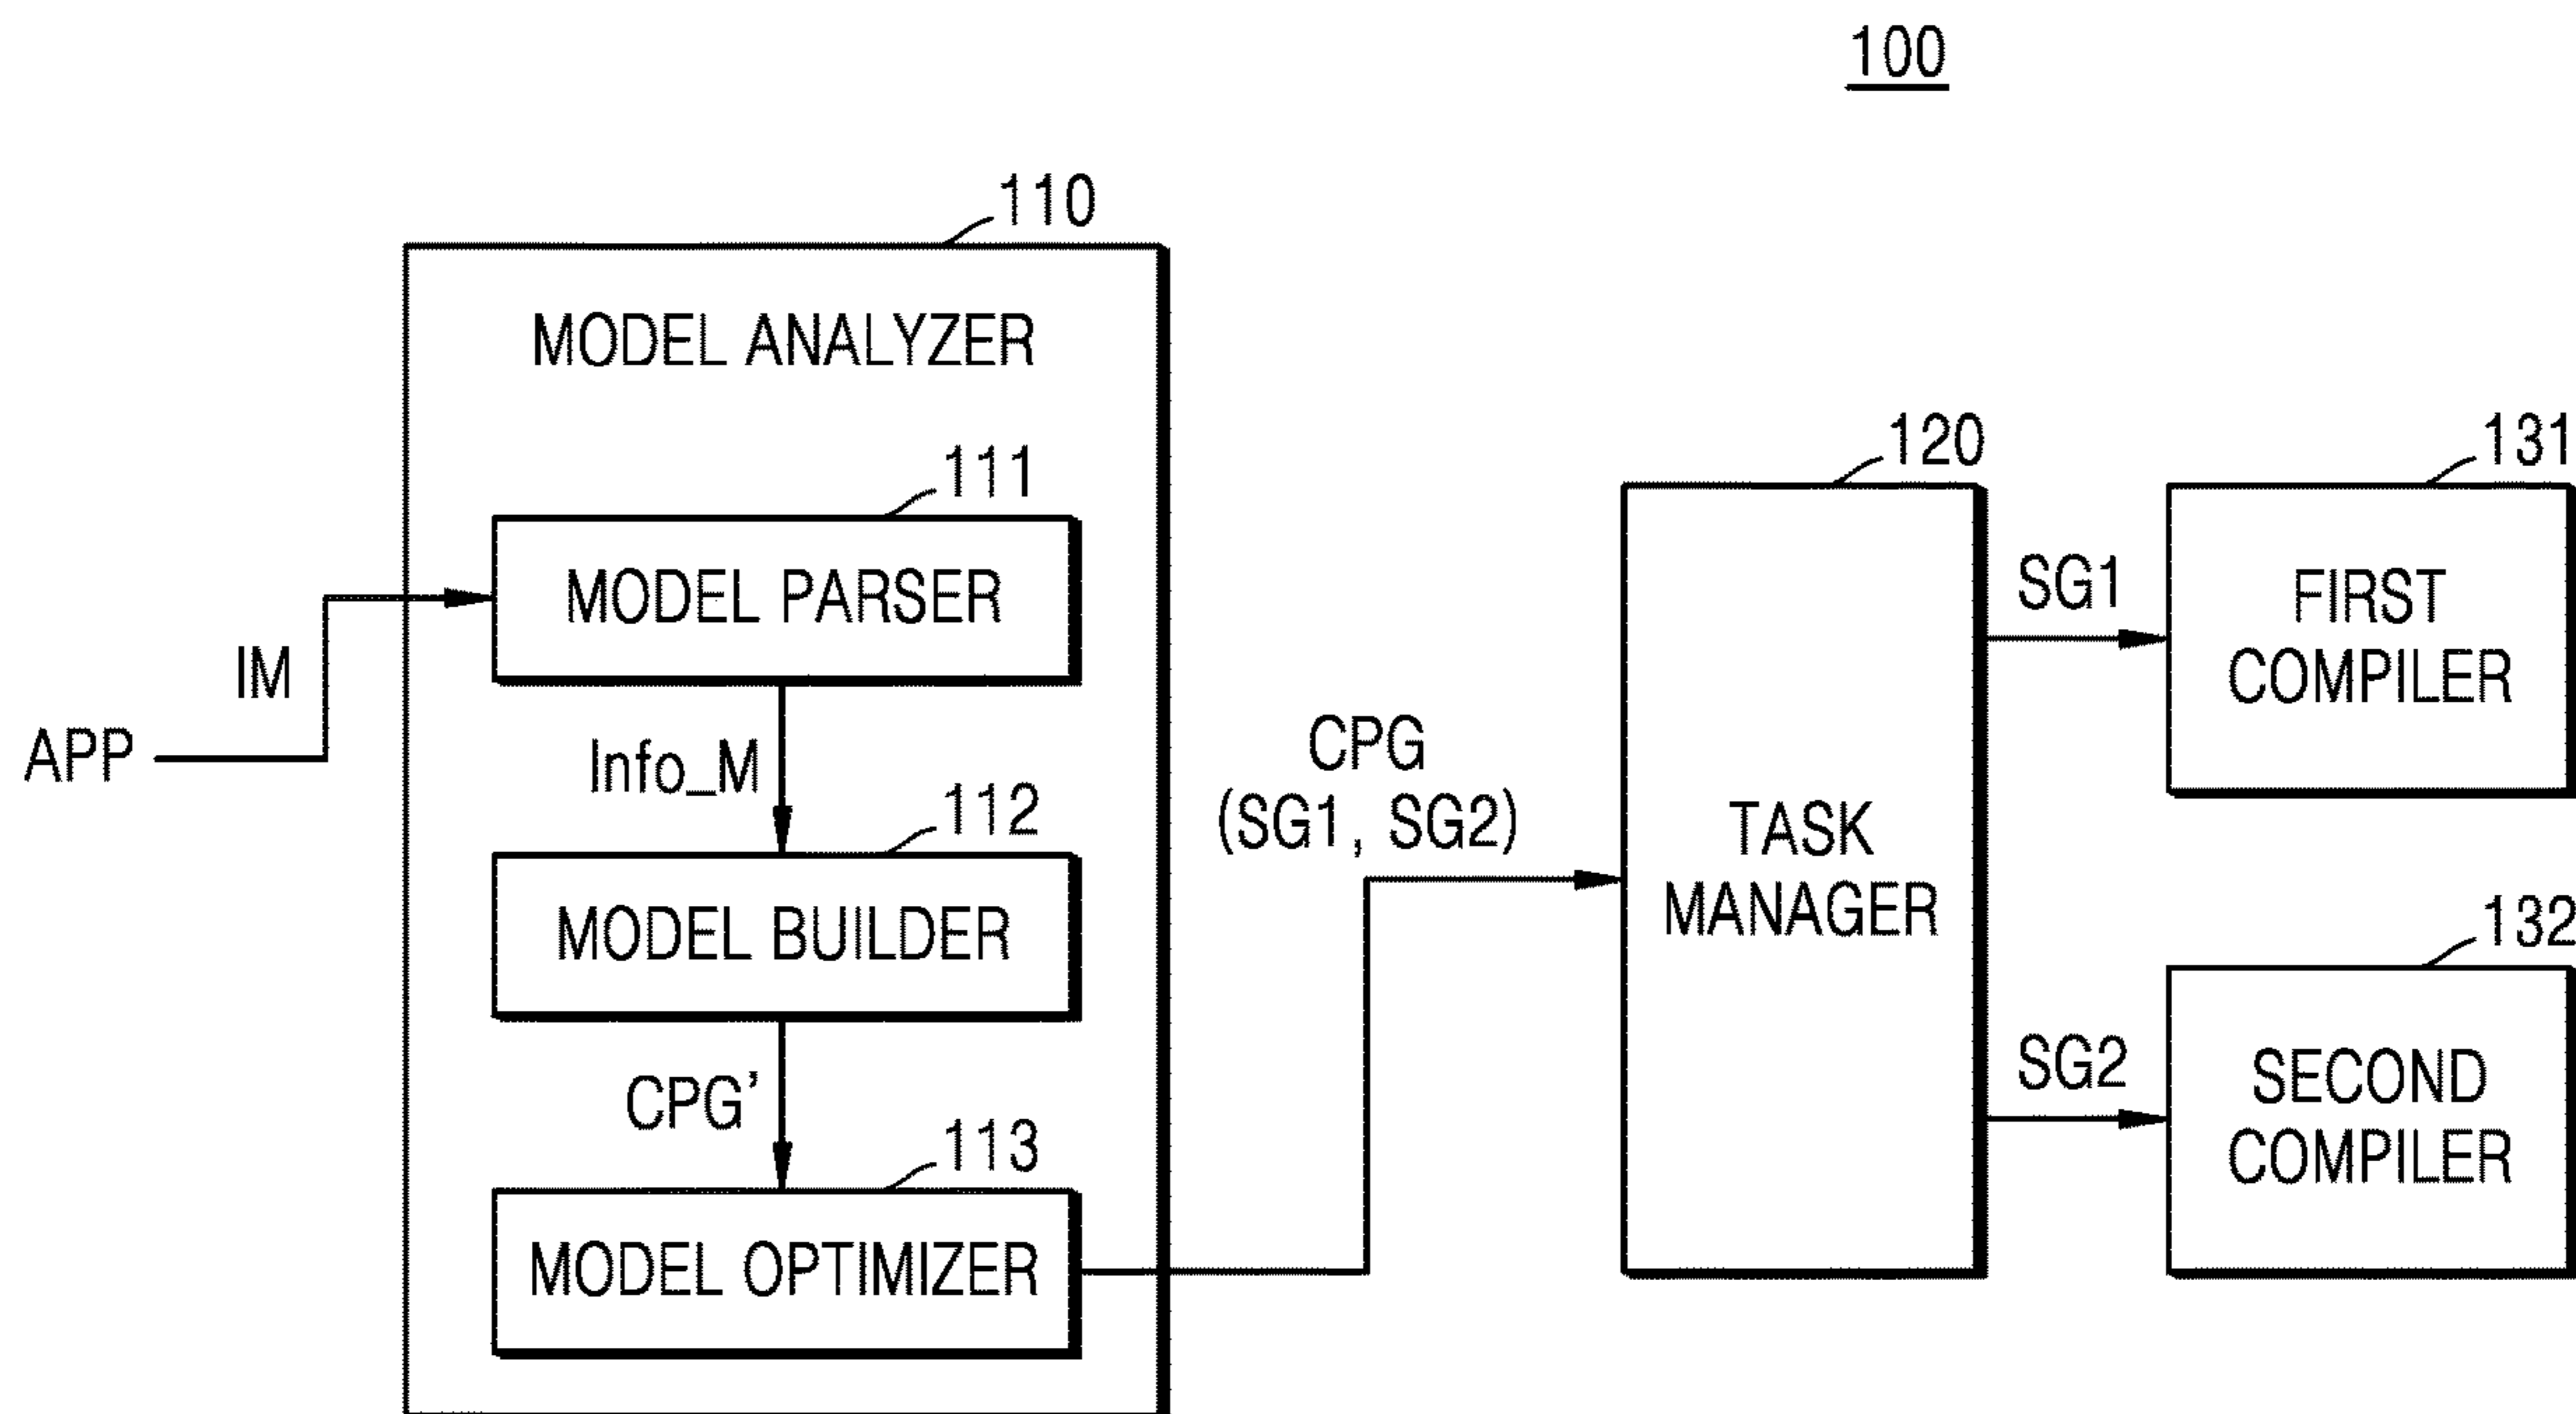 100
110
MODEL ANALYZER
111
MODEL PARSER
IM
APP
Info_M
112
MODEL BUILDER
CPG’
113
MODEL OPTIMIZER
CPG
(SG1, SG2)
120
TASK
MANAGER
SG1
131
FIRST
COMPILER
SG2
132
SECOND
COMPILER